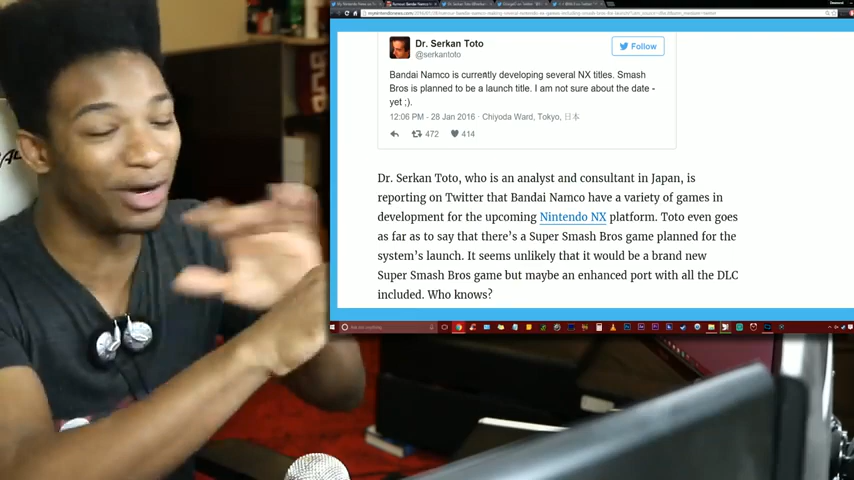 Dr. Serkan Toto
@serkantoto
Follow
Bandai Namco is currently developing several NX titles. Smash
Bros is planned to be a launch title. I am not sure about the date -
yet ;).
12:06 PM - 28 Jan 2016 · Chiyoda Ward, Tokyo, 日本
472
414
Dr. Serkan Toto, who is an analyst and consultant in Japan, is
reporting on Twitter that Bandai Namco have a variety of games in
development for the upcoming Nintendo NX platform. Toto even goes
as far as to say that there's a Super Smash Bros game planned for the
system's launch. It seems unlikely that it would be a brand new
Super Smash Bros game but maybe an enhanced port with all the DLC
included. Who knows?